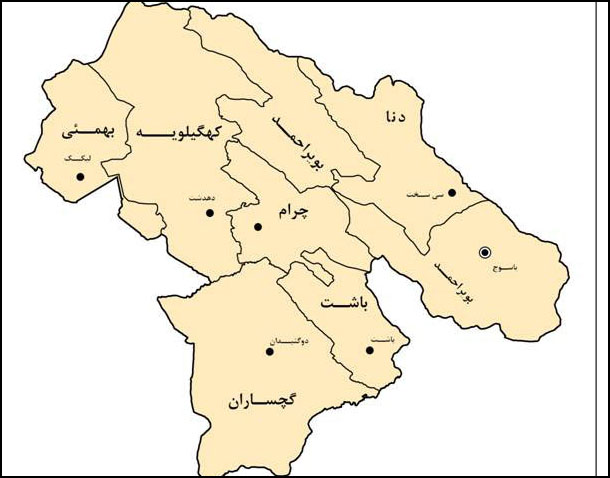 دنا
بویراحمد
کهگیلویه
بهمئی
لیکک
سی سخت
دهدشت
چرام
یاسوج
بویراحمد
باشت
باشت
دوگنبدان
گچساران